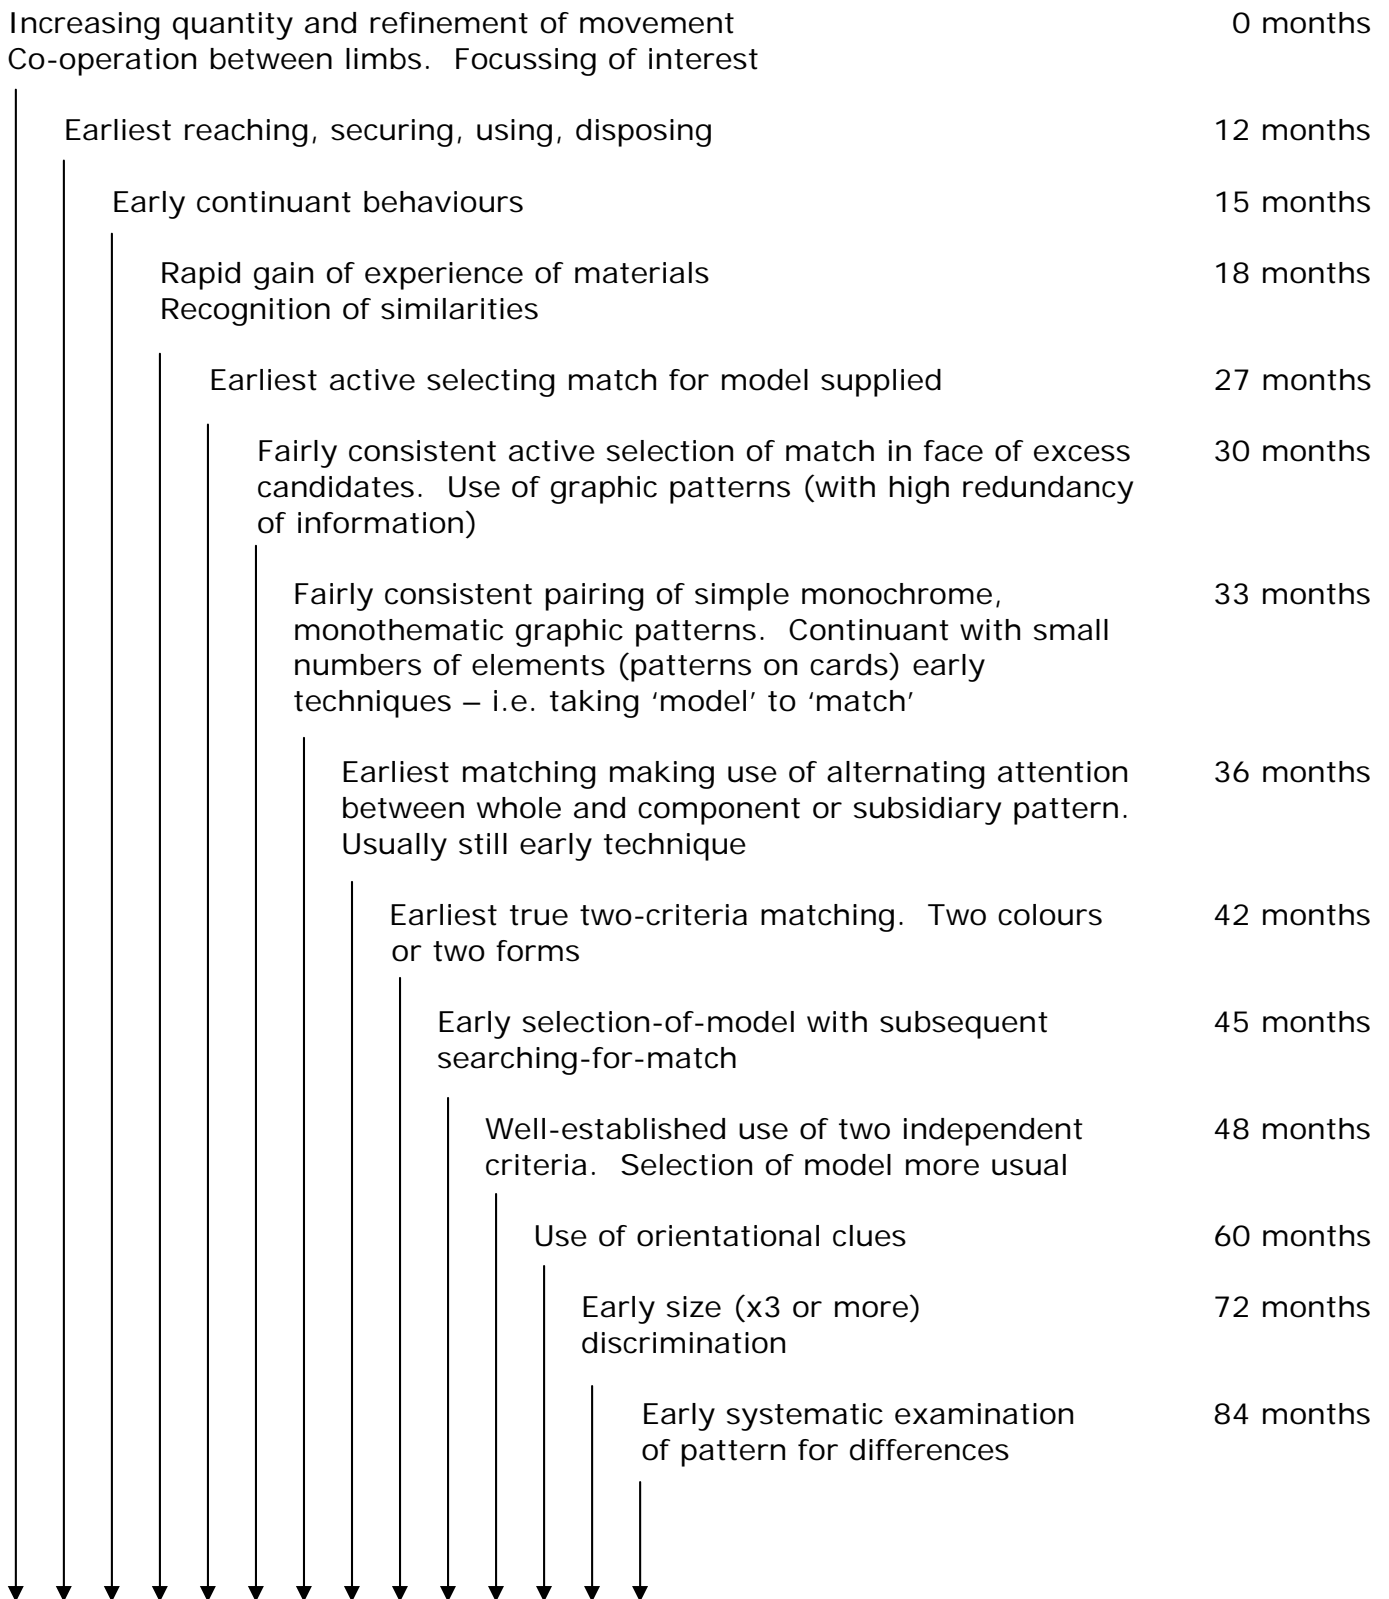 Increasing quantity and refinement of movement 0 months
Co-operation between limbs. Focussing of interest
Earliest reaching, securing, using, disposing 12 months
Early continuant behaviours 15 months
Rapid gain of experience of materials 18 months
Recognition of similarities
Earliest active selecting match for model supplied 27 months
Fairly consistent active selection of match in face of excess 30 months
candidates. Use of graphic patterns (with high redundancy
of information)
Fairly consistent pairing of simple monochrome, 33 months
monothematic graphic patterns. Continuant with small
numbers of elements (patterns on cards) early
techniques – i.e. taking ‘model’ to ‘match’
Earliest matching making use of alternating attention 36 months
between whole and component or subsidiary pattern.
Usually still early technique
Earliest true two-criteria matching. Two colours 42 months
or two forms
Early selection-of-model with subsequent 45 months
searching-for-match
Well-established use of two independent 48 months
criteria. Selection of model more usual
Use of orientational clues 60 months
Early size (x3 or more) 72 months
discrimination
Early systematic examination 84 months
of pattern for differences